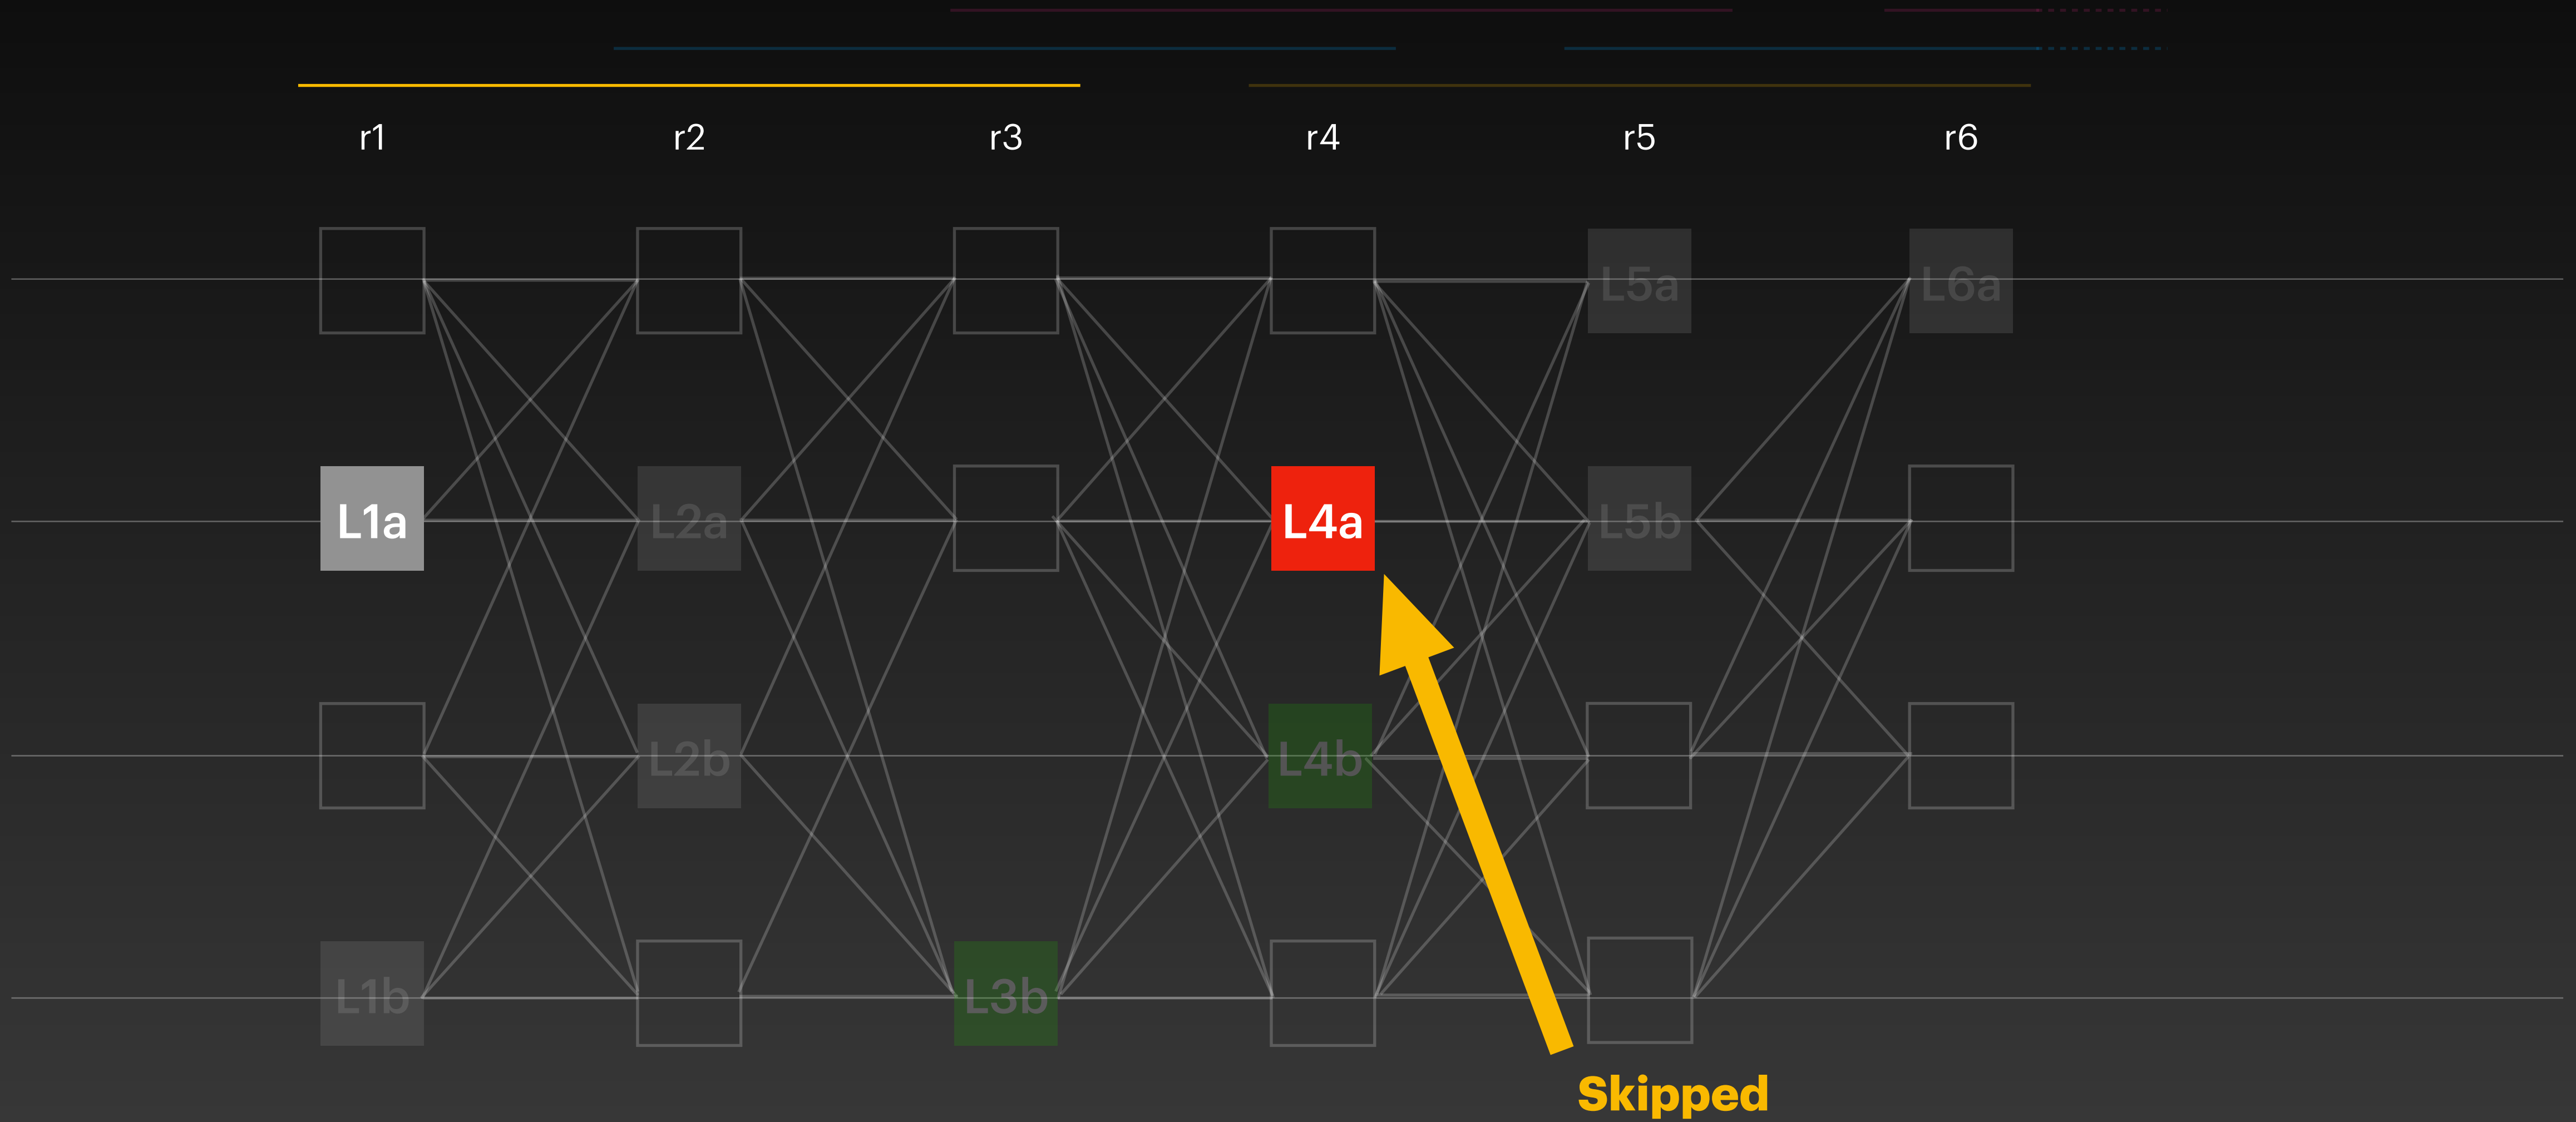 r1 r2 r3 r4 r5 r6
L5a L6a
L1a L2a L4a L5b
L2b L4b
L1b L3b
Skipped